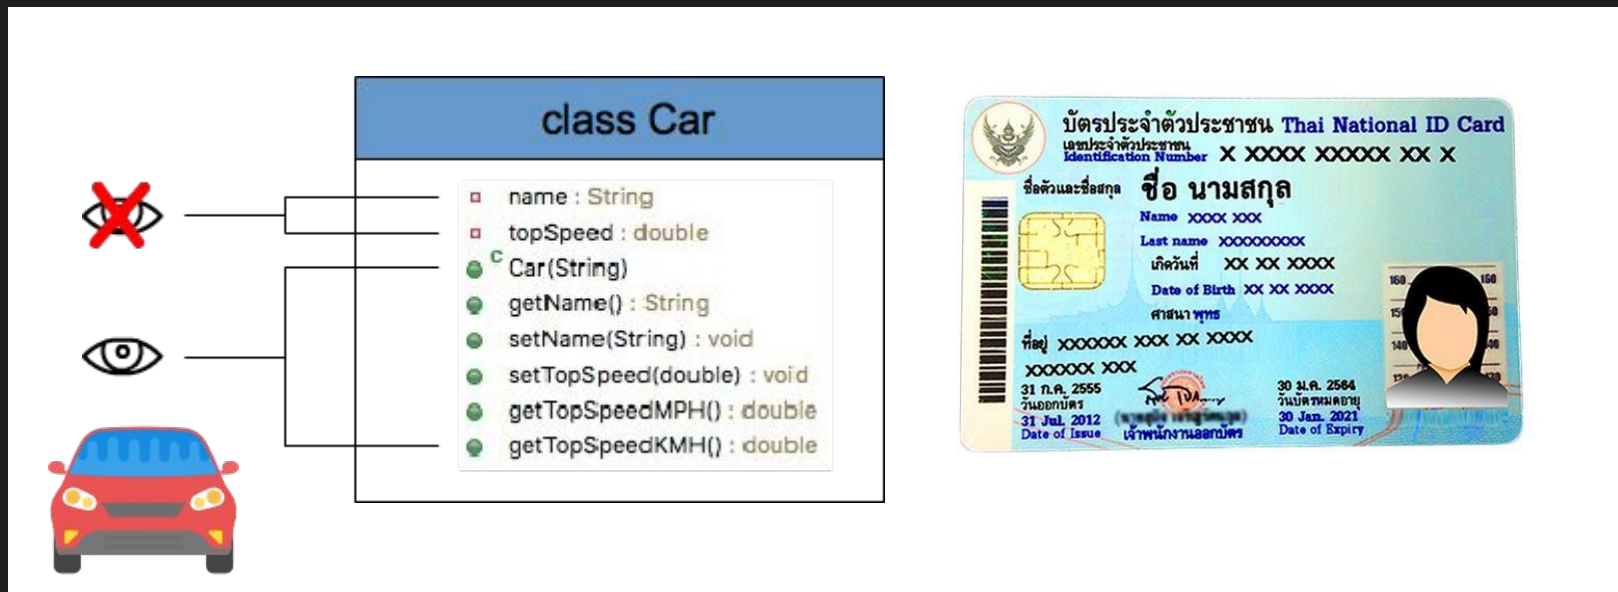 class Car
name : String
topSpeed : double
C Car(String)
getName() : String
setName(String) : void
setTopSpeed(double) : void
getTopSpeedMPH() : double
getTopSpeedKMH() : double
บัตรประจำตัวประชาชน Thai National ID Card
เลขประจำตัวประชาชน
Identification Number X XXXX XXXXX XX X
ชื่อตัวและชื่อสกุล ชื่อ นามสกุล
Name XXXX XXX
Last name XXXXXXXXX
เกิดวันที่ XX XX XXXX
Date of Birth XX XX XXXX
ศาสนา พุทธ
ที่อยู่ XXXXXX XXX XX XXXX
XXXXXX XXX
31 ก.ค. 2555
วันออกบัตร
31 Jul. 2012
Date of Issue
เจ้าพนักงานออกบัตร
30 ม.ค. 2564
วันบัตรหมดอายุ
30 Jan. 2021
Date of Expiry
160 160